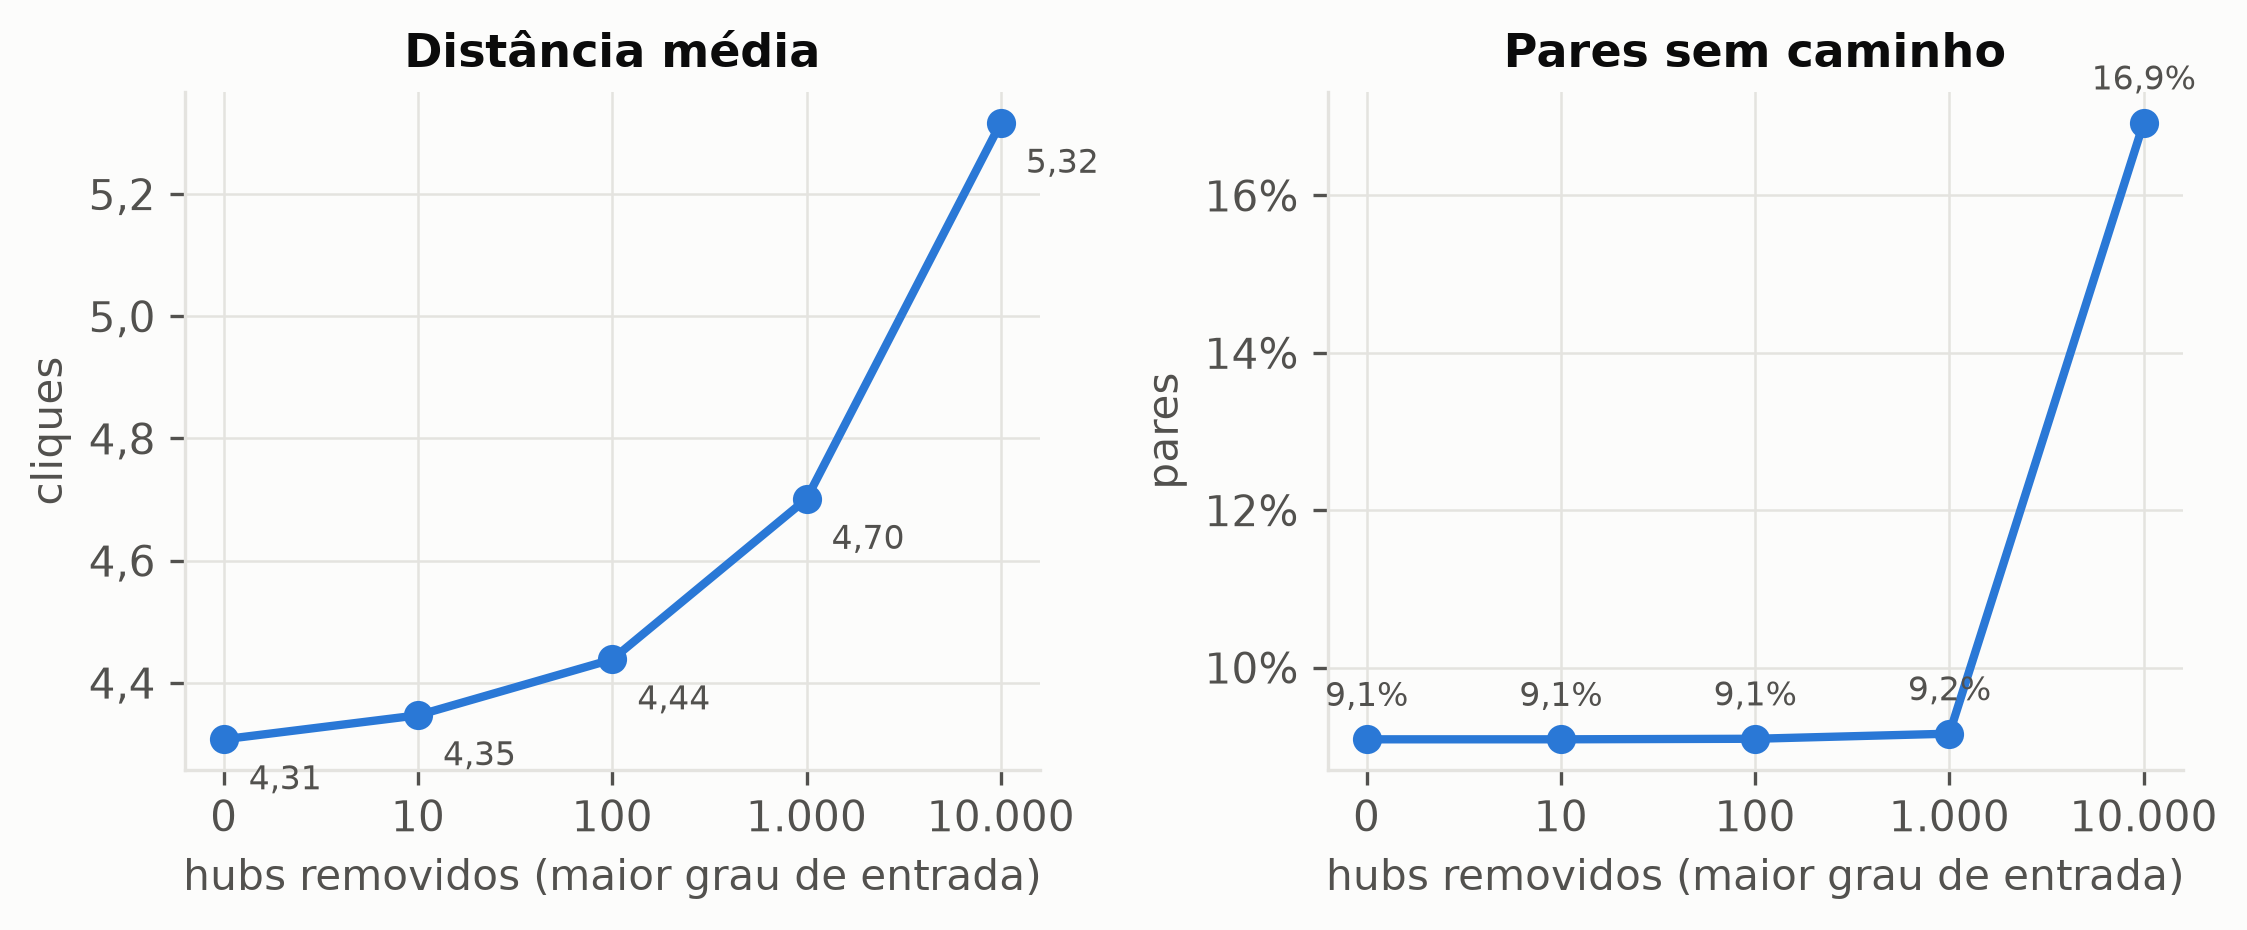 Distância média
5,2
5,0
4,8
4,6
4,4
cliques
4,31
4,35
4,44
4,70
5,32
0 10 100 1.000 10.000
hubs removidos (maior grau de entrada)
Pares sem caminho
16%
14%
12%
10%
pares
9,1%
9,1%
9,1%
9,2%
16,9%
0 10 100 1.000 10.000
hubs removidos (maior grau de entrada)